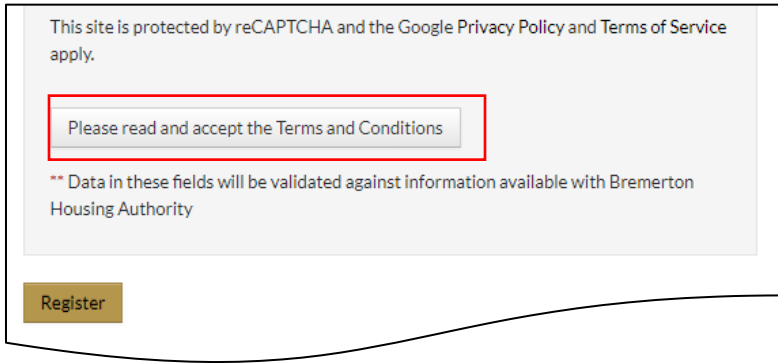 This site is protected by reCAPTCHA and the Google Privacy Policy and Terms of Service
apply.
Please read and accept the Terms and Conditions
** Data in these fields will be validated against information available with Bremerton
Housing Authority
Register